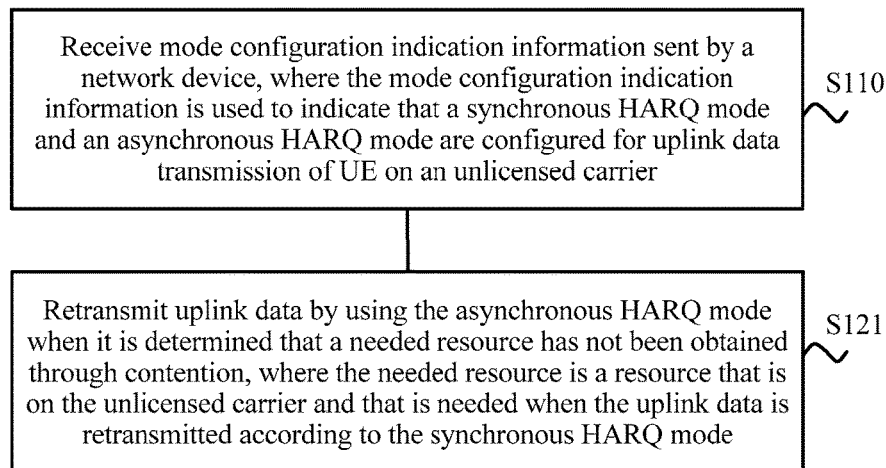 Receive mode configuration indication information sent by a
network device, where the mode configuration indication
information is used to indicate that a synchronous HARQ mode
and an asynchronous HARQ mode are configured for uplink data
transmission of UE on an unlicensed carrier
S110
Retransmit uplink data by using the asynchronous HARQ mode
when it is determined that a needed resource has not been obtained
through contention, where the needed resource is a resource that is
on the unlicensed carrier and that is needed when the uplink data is
retransmitted according to the synchronous HARQ mode
S121